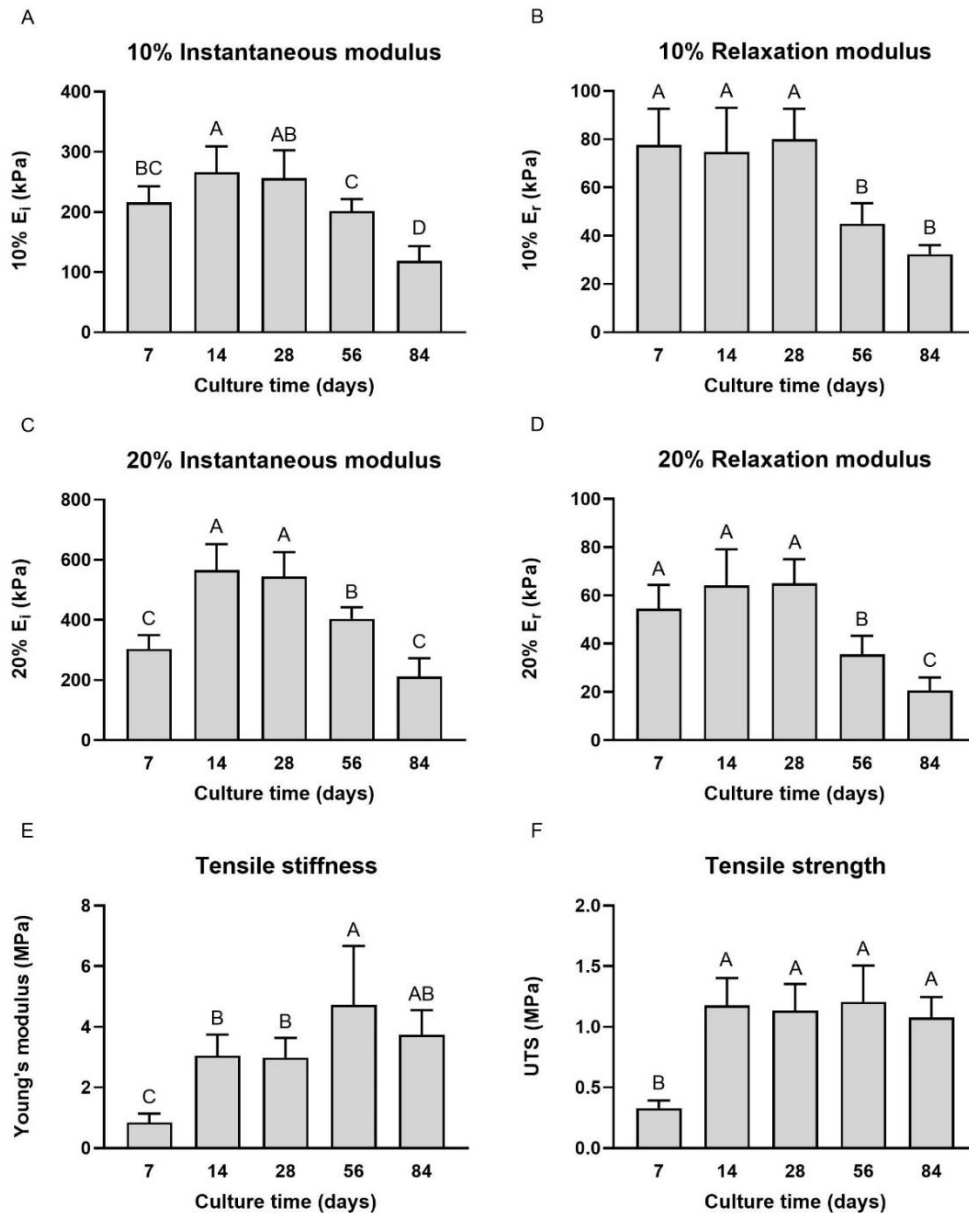 A
10% Instantaneous modulus
10% Ei (kPa)
400
300
200
100
0
BC
A
AB
C
D
7 14 28 56 84
Culture time (days)
B
10% Relaxation modulus
10% Er (kPa)
100
80
60
40
20
0
A
A
A
B
B
7 14 28 56 84
Culture time (days)
C
20% Instantaneous modulus
20% Ei (kPa)
800
600
400
200
0
C
A
A
B
C
7 14 28 56 84
Culture time (days)
D
20% Relaxation modulus
20% Er (kPa)
100
80
60
40
20
0
A
A
A
B
C
7 14 28 56 84
Culture time (days)
E
Tensile stiffness
Young's modulus (MPa)
8
6
4
2
0
C
B
B
A
AB
7 14 28 56 84
Culture time (days)
F
Tensile strength
UTS (MPa)
2.0
1.5
1.0
0.5
0.0
B
A
A
A
A
7 14 28 56 84
Culture time (days)